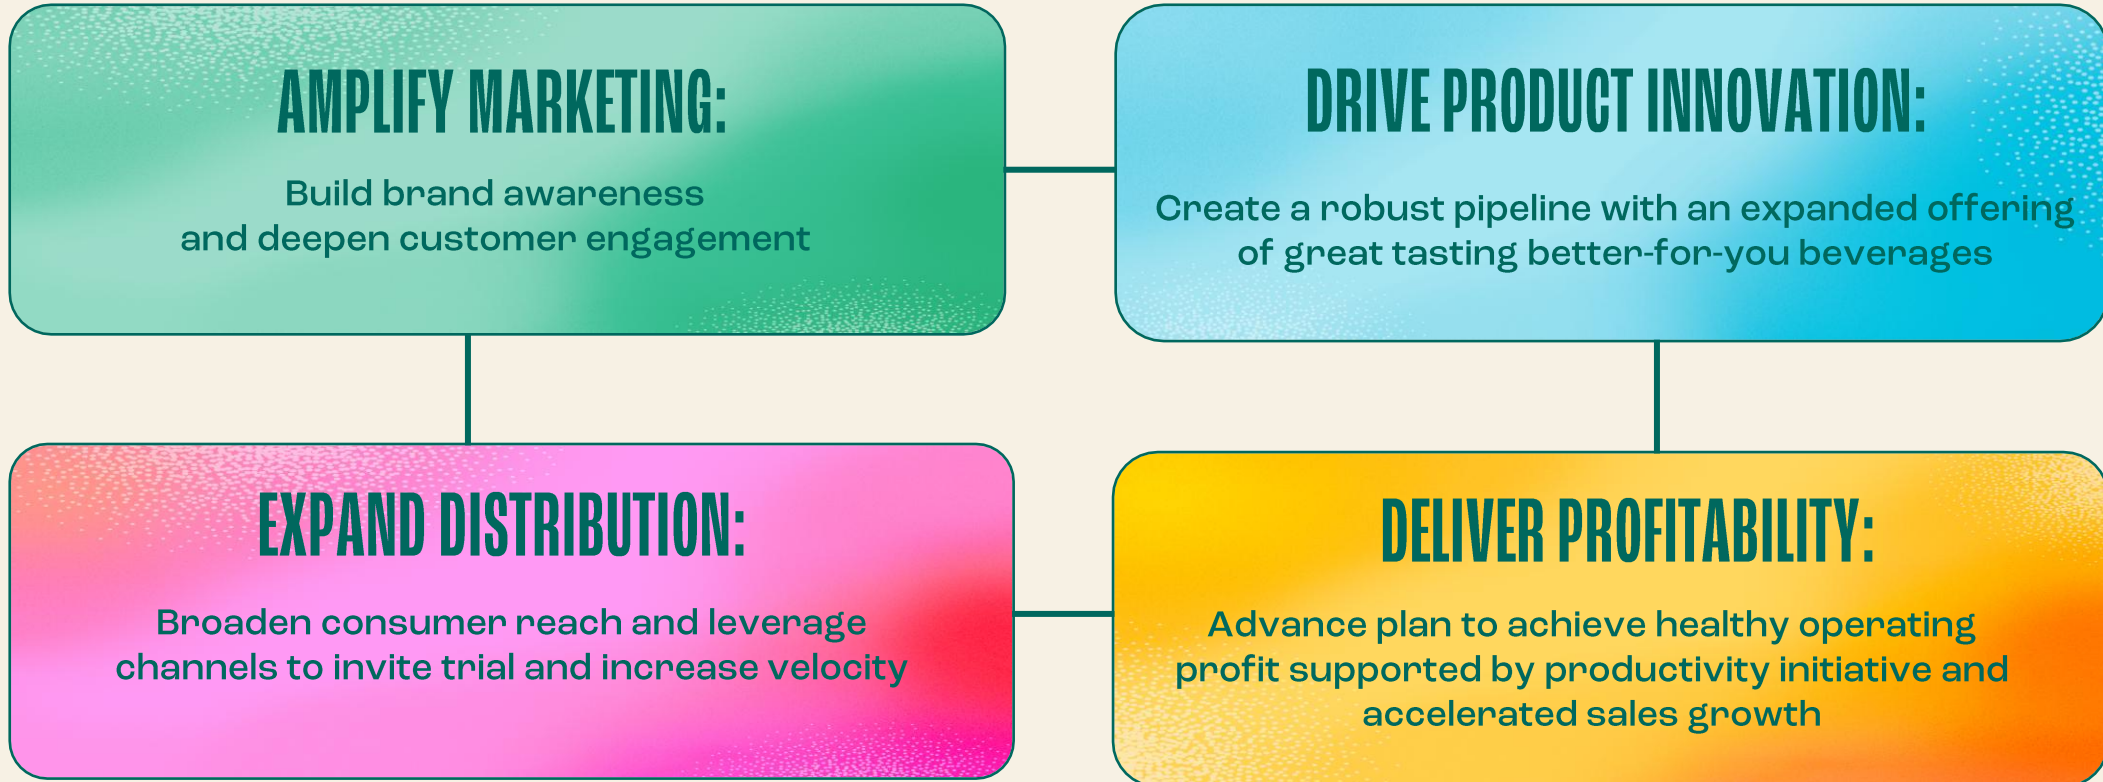 AMPLIFY MARKETING:
Build brand awareness
and deepen customer engagement
DRIVE PRODUCT INNOVATION:
Create a robust pipeline with an expanded offering
of great tasting better-for-you beverages
EXPAND DISTRIBUTION:
Broaden consumer reach and leverage
channels to invite trial and increase velocity
DELIVER PROFITABILITY:
Advance plan to achieve healthy operating
profit supported by productivity initiative and
accelerated sales growth